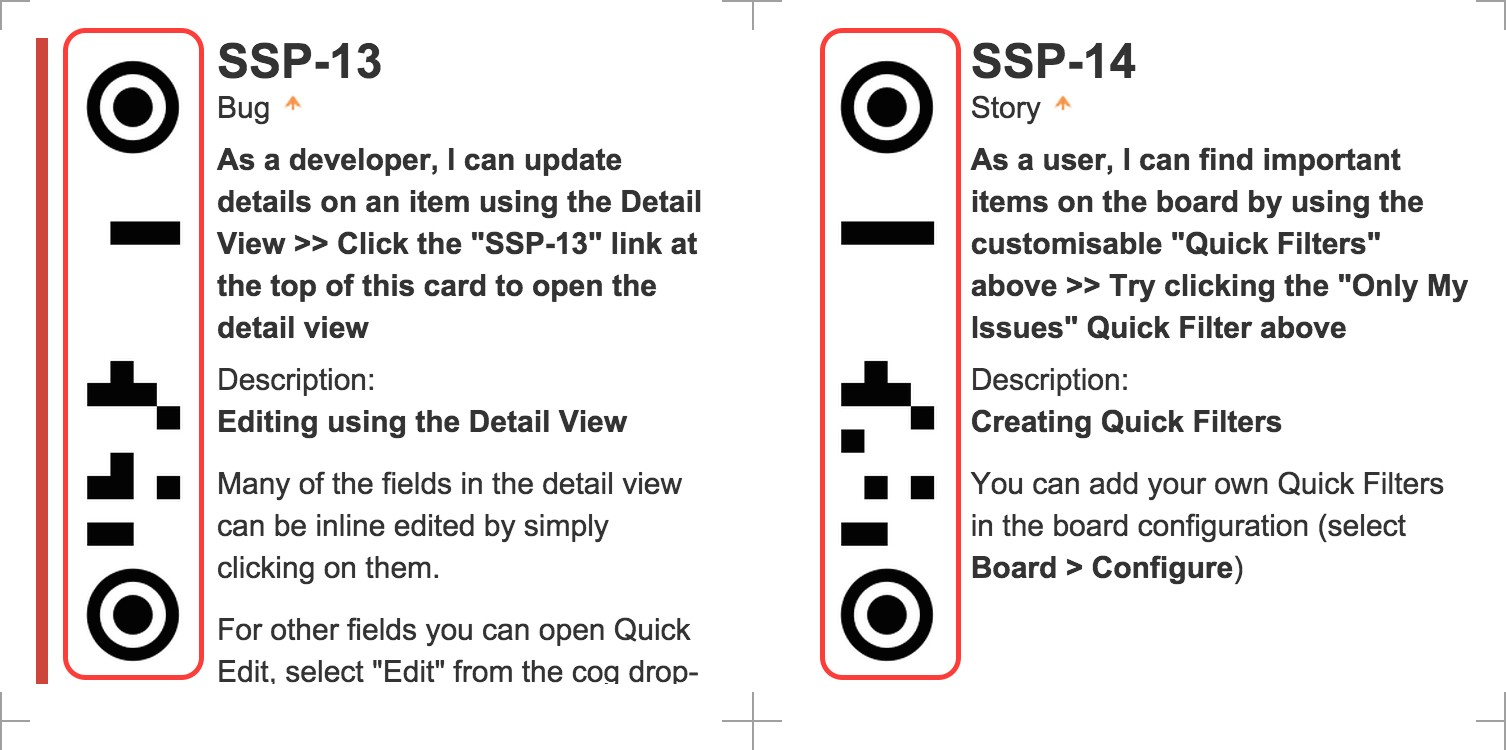 SSP-13
Bug
As a developer, I can update
details on an item using the Detail
View >> Click the "SSP-13" link at
the top of this card to open the
detail view
Description:
Editing using the Detail View
Many of the fields in the detail view
can be inline edited by simply
clicking on them.
For other fields you can open Quick
Edit, select "Edit" from the cog drop-
SSP-14
Story
As a user, I can find important
items on the board by using the
customisable "Quick Filters"
above >> Try clicking the "Only My
Issues" Quick Filter above
Description:
Creating Quick Filters
You can add your own Quick Filters
in the board configuration (select
Board > Configure)